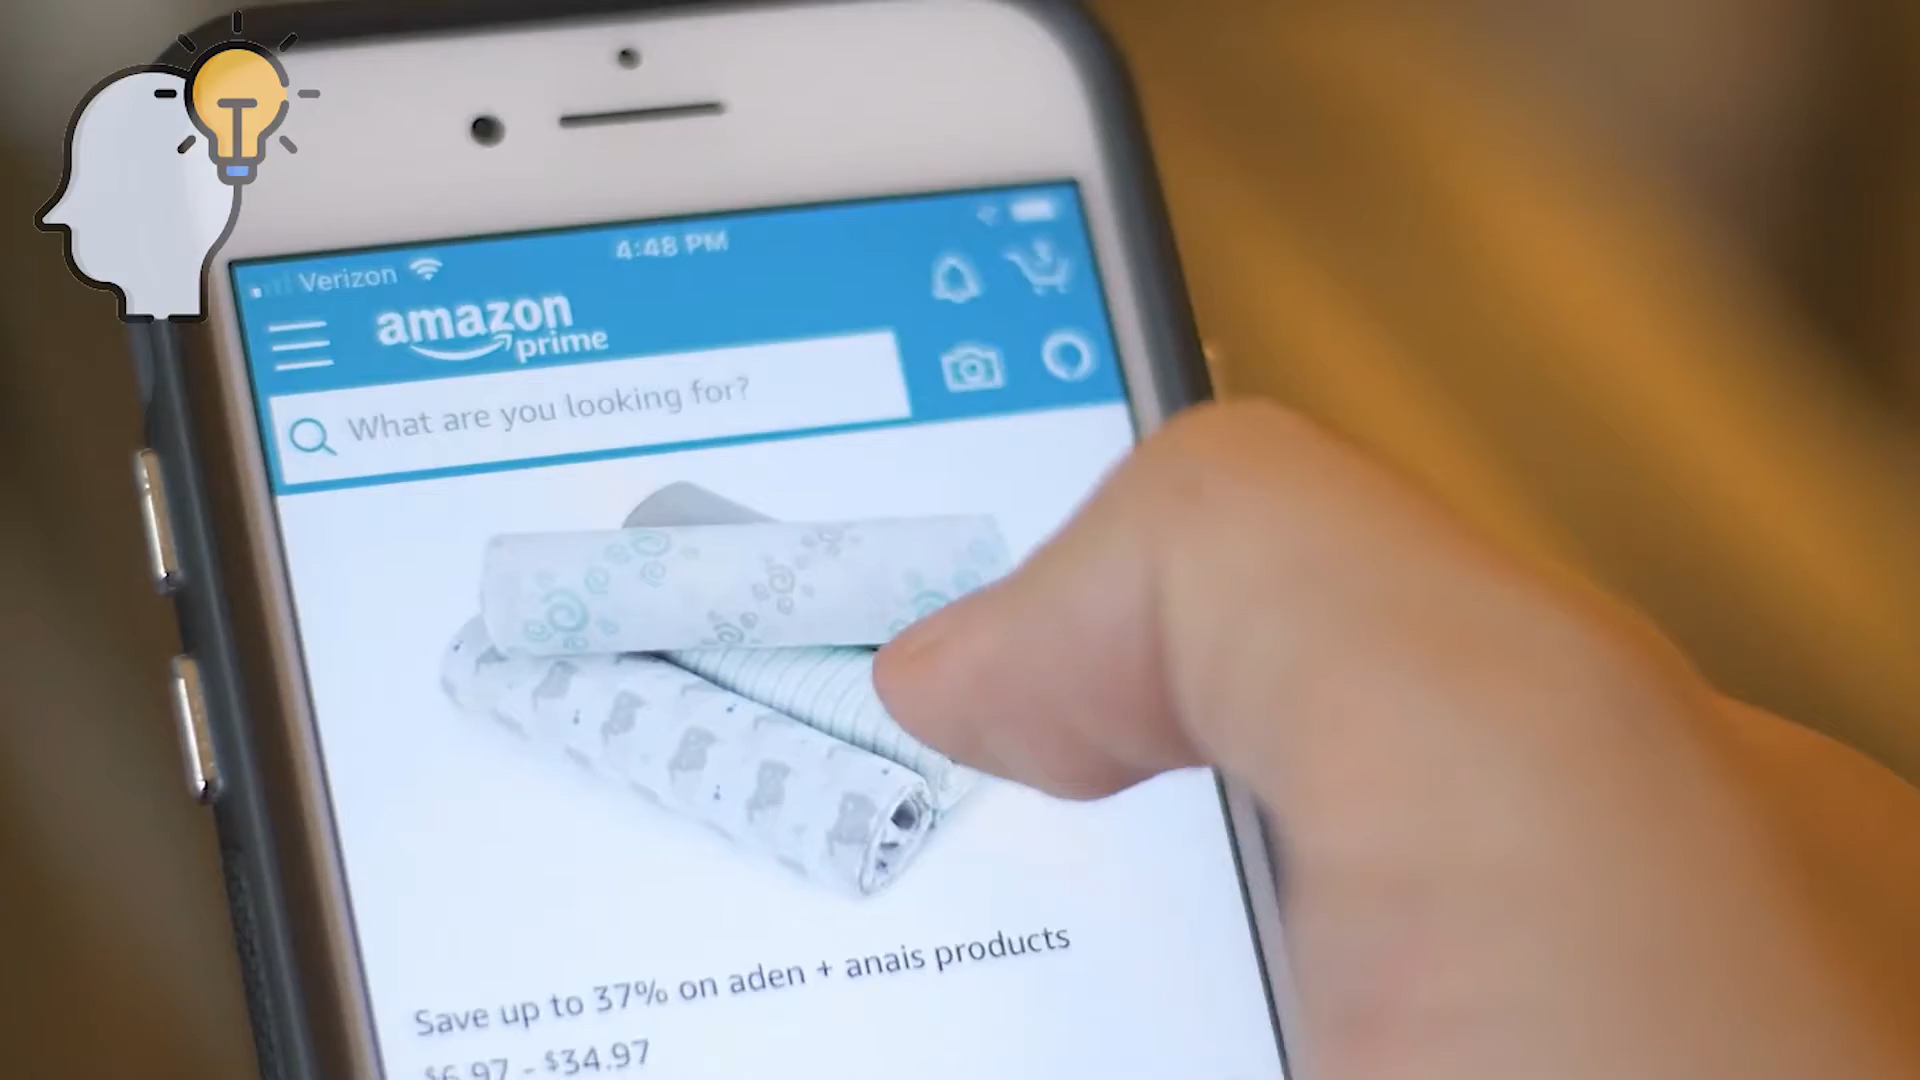 Verizon
4:48 PM
amazon
prime
What are you looking for?
Save up to 37% on aden + anais products
$6.97 - $34.97